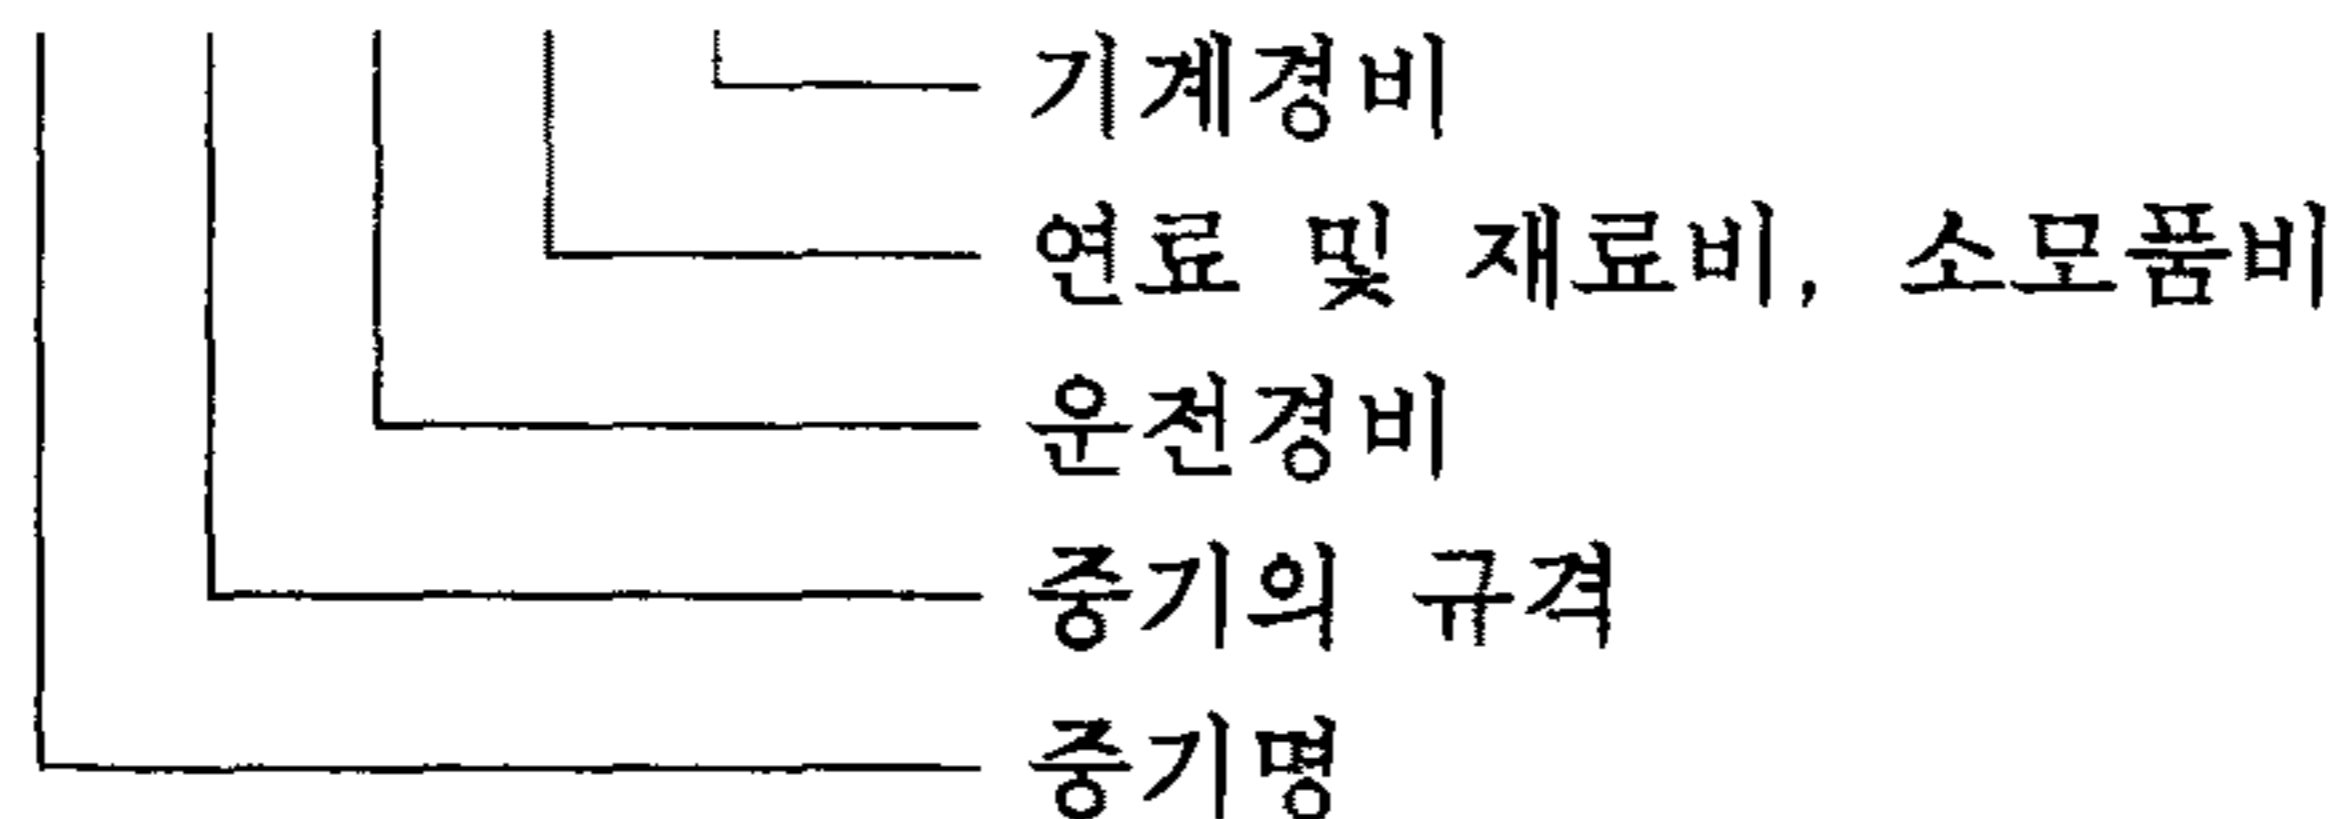 기계경비
연료 및 재료비, 소모품비
운전경비
중기의 규격
중기명